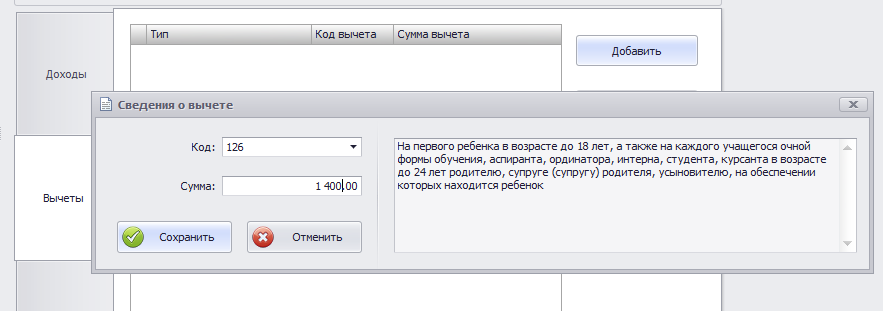 Тип Код вычета Сумма вычета
Добавить
Доходы
Сведения о вычете
Код: 126
Сумма: 1 400,00
На первого ребенка в возрасте до 18 лет, а также на каждого учащегося очной
формы обучения, аспиранта, ординатора, интерна, студента, курсанта в возрасте
до 24 лет родителю, супруге (супругу) родителя, усыновителю, на обеспечении
которых находится ребенок
Вычеты
Сохранить Отменить